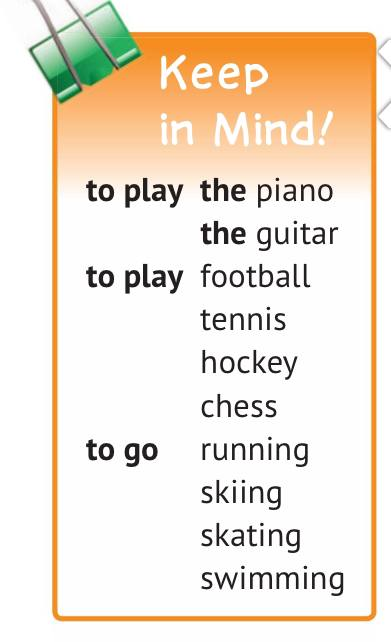 Keep
in Mind!
to play the piano
the guitar
to play football
tennis
hockey
chess
to go running
skiing
skating
swimming